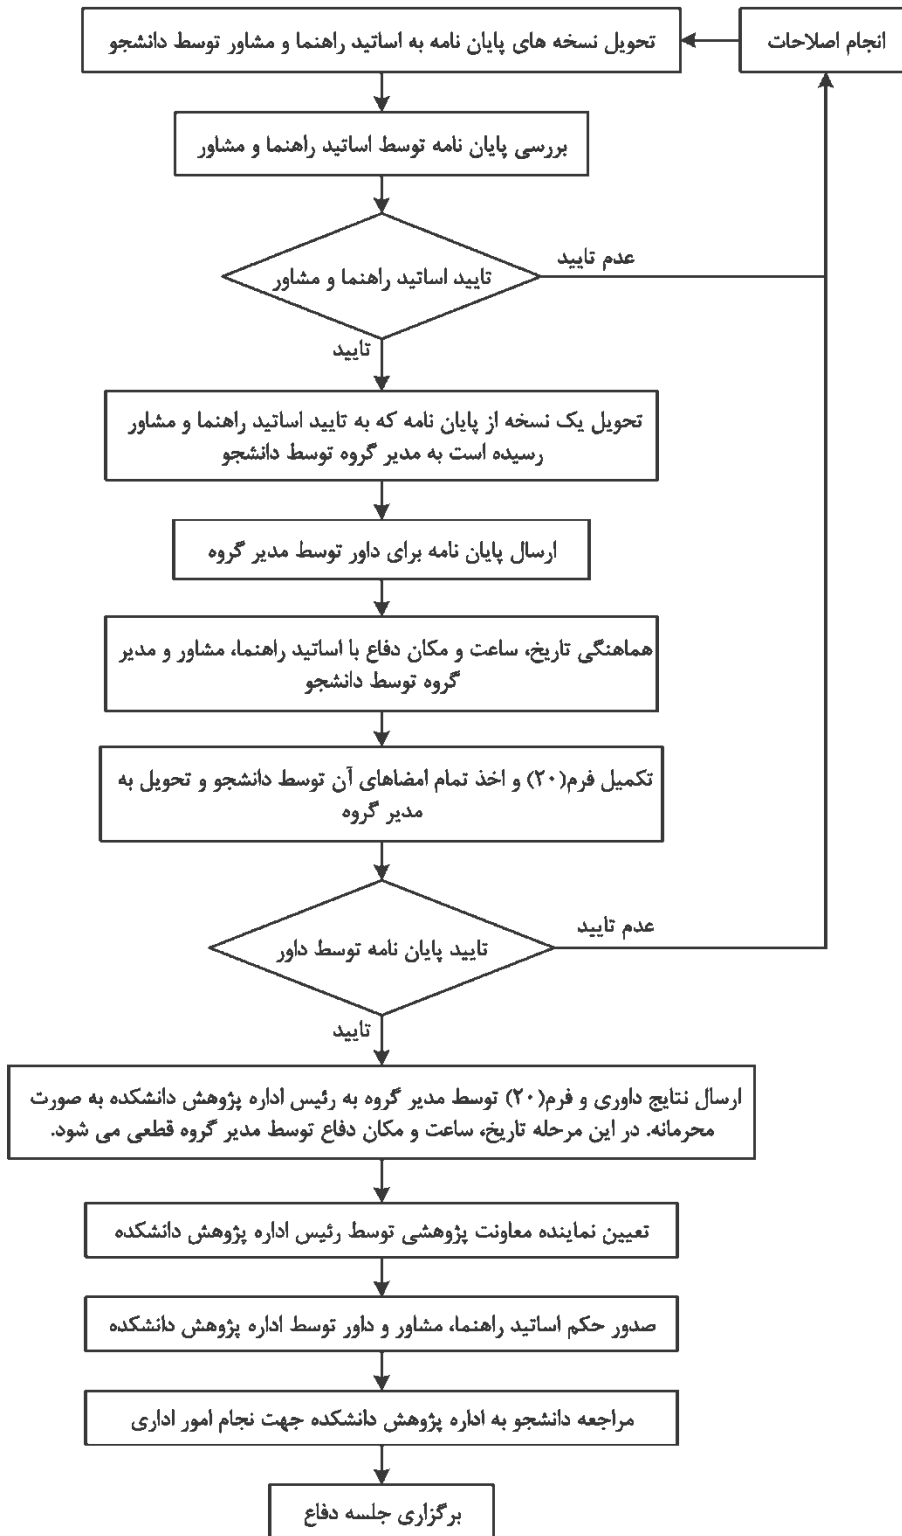 تحویل نسخه های پایان نامه به اساتید راهنما و مشاور توسط دانشجو
انجام اصلاحات
بررسی پایان نامه توسط اساتید راهنما و مشاور
عدم تایید
تایید اساتید راهنما و مشاور
تایید
تحویل یک نسخه از پایان نامه که به تایید اساتید راهنما و مشاور
رسیده است به مدیر گروه توسط دانشجو
ارسال پایان نامه برای داور توسط مدیر گروه
هماهنگی تاریخ، ساعت و مکان دفاع با اساتید راهنما، مشاور و مدیر
گروه توسط دانشجو
تکمیل فرم(۲۰) و اخذ تمام امضاهای آن توسط دانشجو و تحویل به
مدیر گروه
عدم تایید
تایید پایان نامه توسط داور
تایید
ارسال نتایج داوری و فرم(۲۰) توسط مدیر گروه به رئیس اداره پژوهش دانشکده به صورت
محرمانه. در این مرحله تاریخ، ساعت و مکان دفاع توسط مدیر گروه قطعی می شود.
تعیین نماینده معاونت پژوهشی توسط رئیس اداره پژوهش دانشکده
صدور حکم اساتید راهنما، مشاور و داور توسط اداره پژوهش دانشکده
مراجعه دانشجو به اداره پژوهش دانشکده جهت نجام امور اداری
برگزاری جلسه دفاع